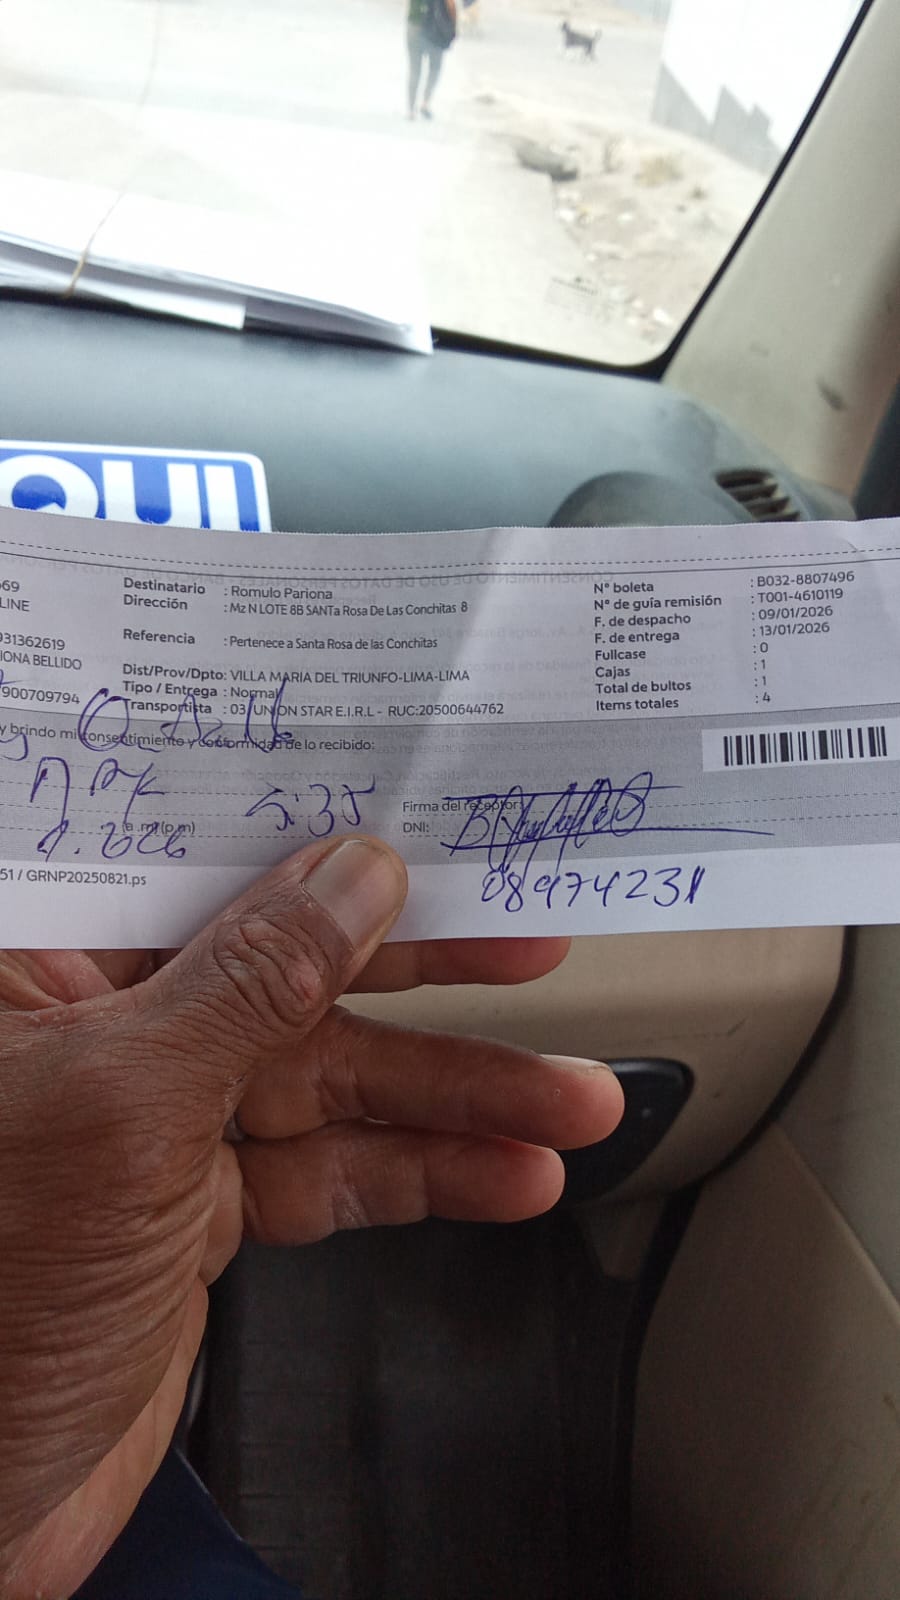 QUI
69
LINE
931362619
IONA BELLIDO
900709794
Destinatario : Romulo Pariona
Dirección : Mz N LOTE 8B SANTa Rosa De Las Conchitas 8
Referencia : Pertenece a Santa Rosa de las Conchitas
Dist/Prov/Dpto: VILLA MARIA DEL TRIUNFO-LIMA-LIMA
Tipo / Entrega : Normal
Transportista : 03 UNION STAR E.I.R.L - RUC:20500644762
N° boleta : B032-8807496
N° de guía remisión : T001-4610119
F. de despacho : 09/01/2026
F. de entrega : 13/01/2026
Fullcase : 0
Cajas : 1
Total de bultos : 1
Items totales : 4
y brindo mi consentimiento y conformidad de lo recibido:
5:35
(a.m)(p.m)
Firma del receptor:
DNI:
08974231
51 / GRNP20250821.ps